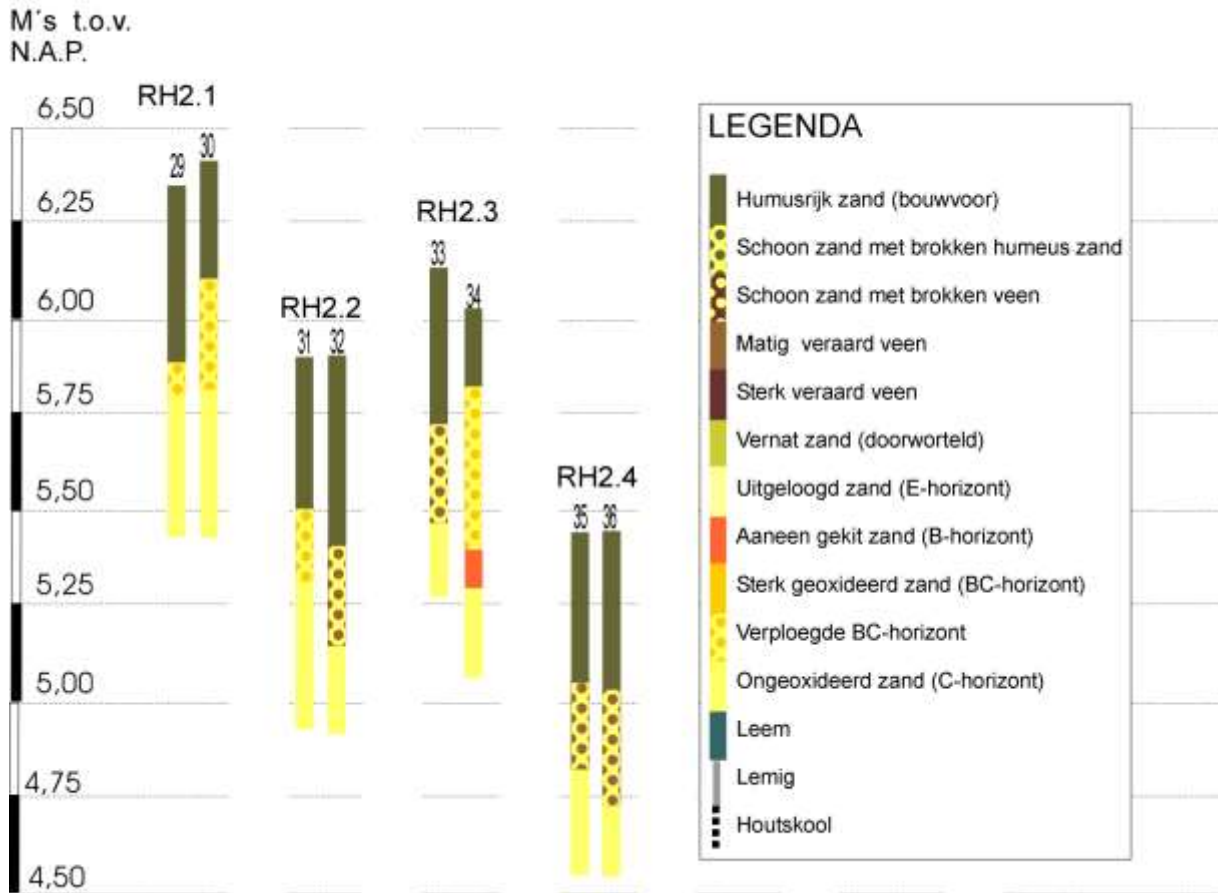 M's t.o.v.
N.A.P.
RH2.1
6,50
30
29
6,25
RH2.3
33
6,00
34
RH2.2
31
32
5,75
5,50
RH2.4
35
36
5,25
5,00
4,75
4,50
LEGENDA
Humusrijk zand (bouwvoor)
Schoon zand met brokken humeus zand
Schoon zand met brokken veen
Matig veraard veen
Sterk veraard veen
Vernat zand (doorworteld)
Uitgeloogd zand (E-horizont)
Aaneen gekit zand (B-horizont)
Sterk geoxideerd zand (BC-horizont)
Verploegde BC-horizont
Ongeoxideerd zand (C-horizont)
Leem
Lemig
Houtskool